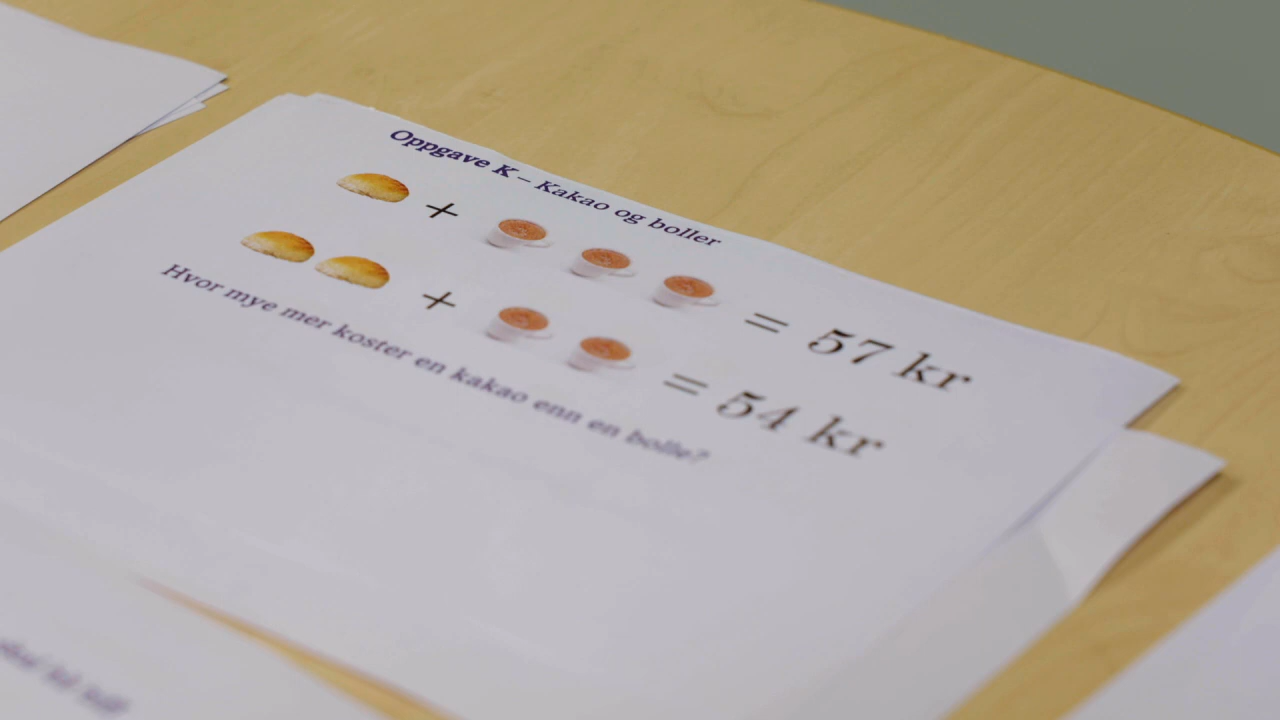 Oppgave K – Kakao og boller
+ = 57 kr
+ = 54 kr
Hvor mye mer koster en kakao enn en bolle?